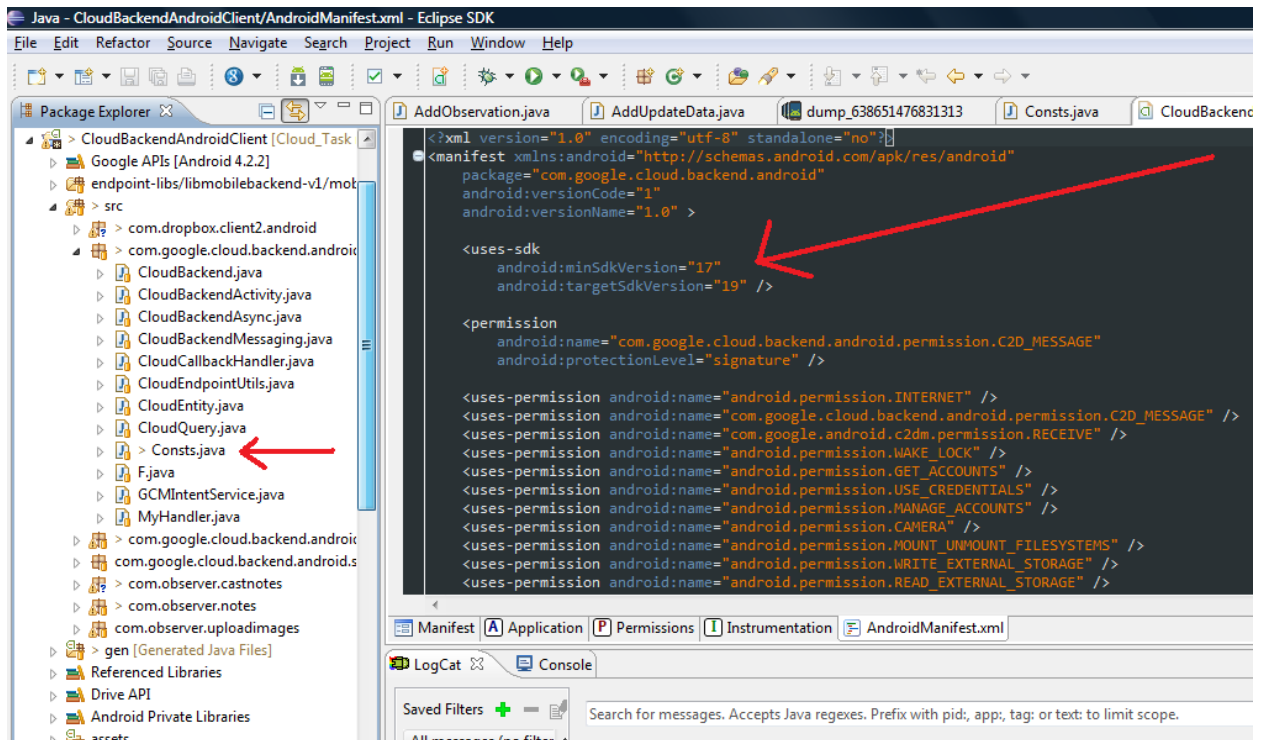 Java - CloudBackendAndroidClient/AndroidManifest.xml - Eclipse SDK
File Edit Refactor Source Navigate Search Project Run Window Help
Package Explorer
AddObservation.java AddUpdateData.java dump_638651476831313 Consts.java CloudBackend
> CloudBackendAndroidClient [Cloud_Task
Google APIs [Android 4.2.2]
endpoint-libs/libmobilebackend-v1/mob
> src
> com.dropbox.client2.android
> com.google.cloud.backend.android
CloudBackend.java
CloudBackendActivity.java
CloudBackendAsync.java
CloudBackendMessaging.java
CloudCallbackHandler.java
CloudEndpointUtils.java
CloudEntity.java
CloudQuery.java
> Consts.java
F.java
GCMIntentService.java
MyHandler.java
> com.google.cloud.backend.android
com.google.cloud.backend.android.s
> com.observer.castnotes
> com.observer.notes
com.observer.uploadimages
> gen [Generated Java Files]
Referenced Libraries
Drive API
Android Private Libraries
assets
<?xml version="1.0" encoding="utf-8" standalone="no"?>
<manifest xmlns:android="http://schemas.android.com/apk/res/android"
package="com.google.cloud.backend.android"
android:versionCode="1"
android:versionName="1.0" >
<uses-sdk
android:minSdkVersion="17"
android:targetSdkVersion="19" />
<permission
android:name="com.google.cloud.backend.android.permission.C2D_MESSAGE"
android:protectionLevel="signature" />
<uses-permission android:name="android.permission.INTERNET" />
<uses-permission android:name="com.google.cloud.backend.android.permission.C2D_MESSAGE" />
<uses-permission android:name="com.google.android.c2dm.permission.RECEIVE" />
<uses-permission android:name="android.permission.WAKE_LOCK" />
<uses-permission android:name="android.permission.GET_ACCOUNTS" />
<uses-permission android:name="android.permission.USE_CREDENTIALS" />
<uses-permission android:name="android.permission.MANAGE_ACCOUNTS" />
<uses-permission android:name="android.permission.CAMERA" />
<uses-permission android:name="android.permission.MOUNT_UNMOUNT_FILESYSTEMS" />
<uses-permission android:name="android.permission.WRITE_EXTERNAL_STORAGE" />
<uses-permission android:name="android.permission.READ_EXTERNAL_STORAGE" />
Manifest A Application P Permissions I Instrumentation AndroidManifest.xml
LogCat Console
Saved Filters
Search for messages. Accepts Java regexes. Prefix with pid:, app:, tag: or text: to limit scope.
All messages (no filter